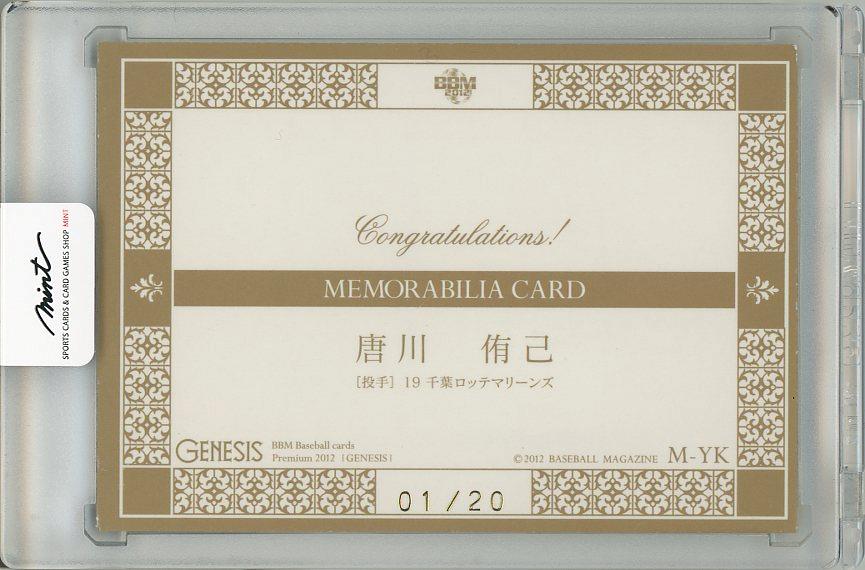 BBM
2012
Congratulations!
MEMORABILIA CARD
唐川 侑己
[投手] 19 千葉ロッテマリーンズ
GENESIS
BBM Baseball cards
Premium 2012 [GENESIS]
©2012 BASEBALL MAGAZINE M-YK
01/20
mint
SPORTS CARDS & CARD GAMES SHOP MINT